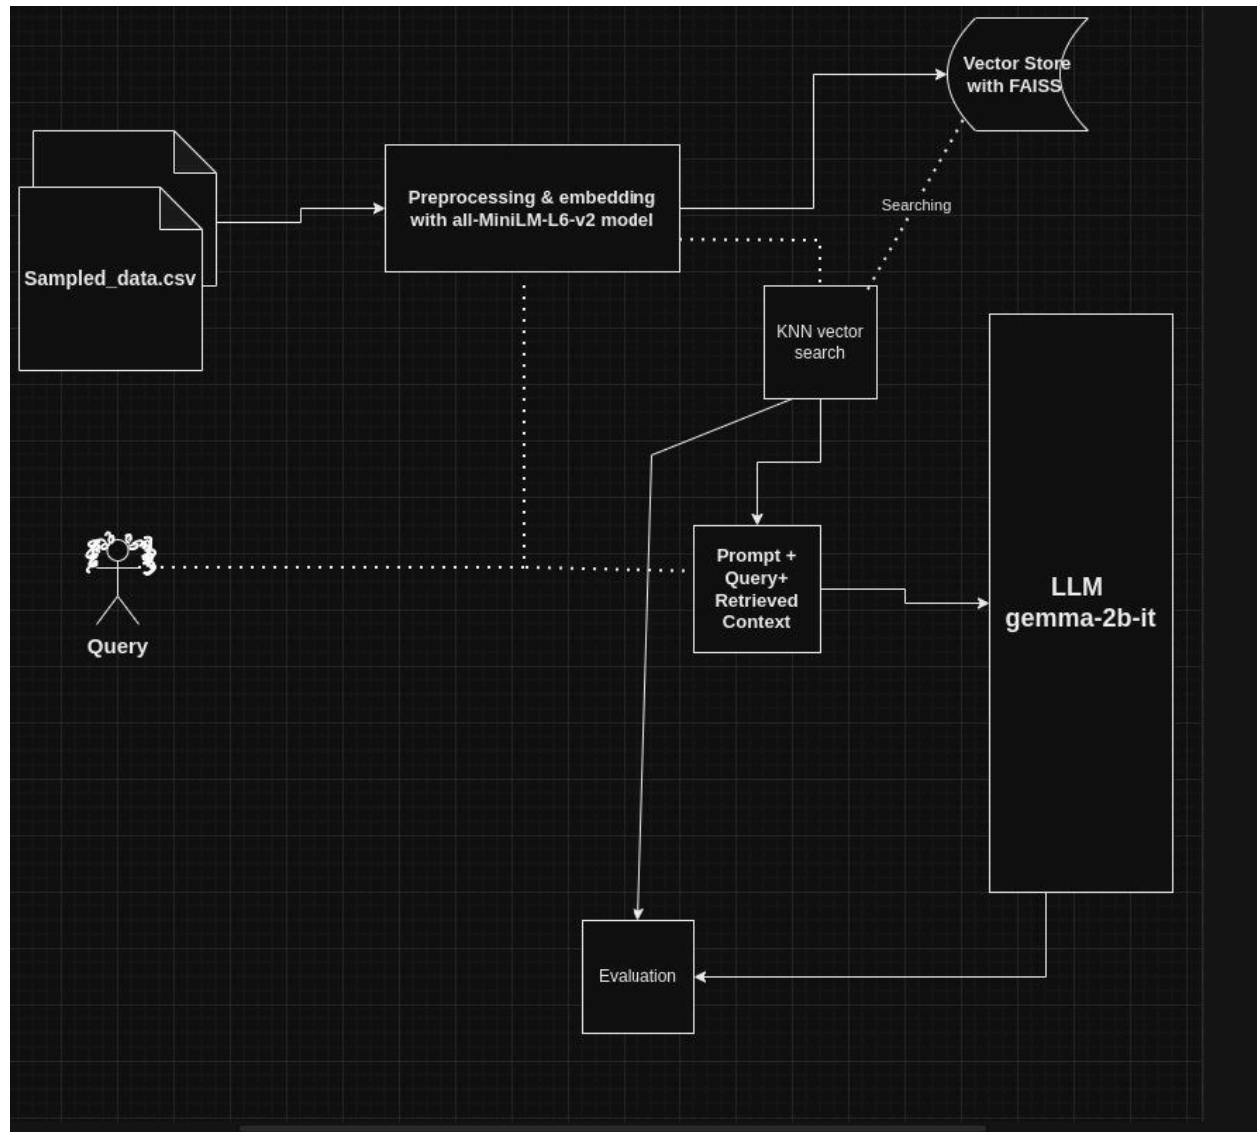 Vector Store
with FAISS
Preprocessing & embedding
with all-MiniLM-L6-v2 model
Searching
Sampled_data.csv
KNN vector
search
Prompt +
Query+
Retrieved
Context
LLM
gemma-2b-it
Query
Evaluation